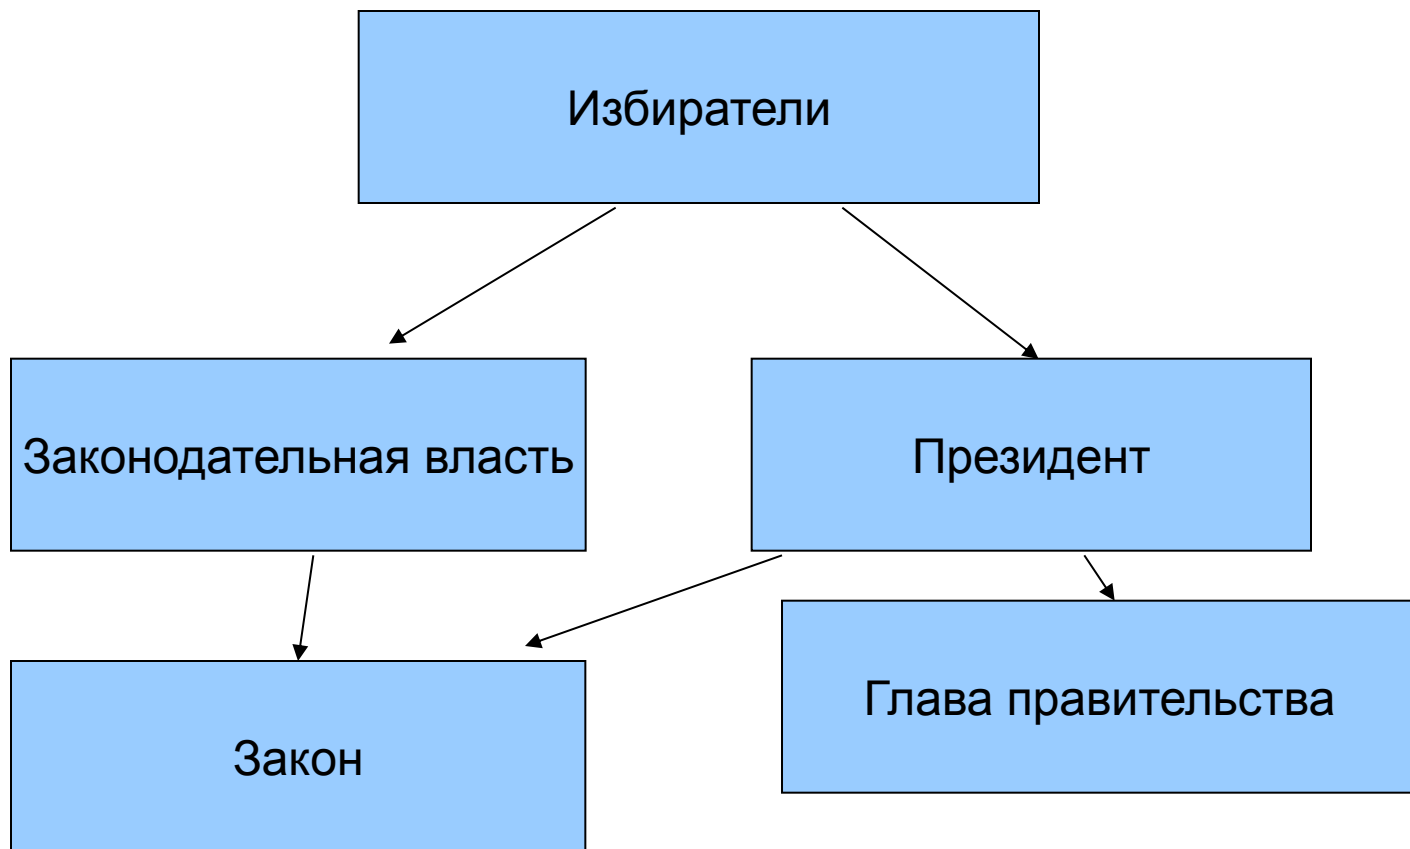 Избиратели
Законодательная власть
Президент
Глава правительства
Закон